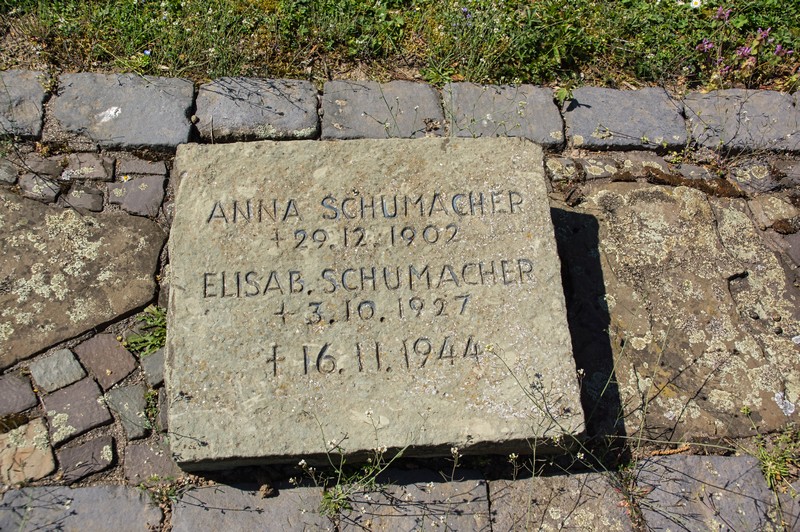 ANNA SCHUMACHER
+ 29.12.1902
ELISAB. SCHUMACHER
+ 3.10.1927
+ 16.11.1944